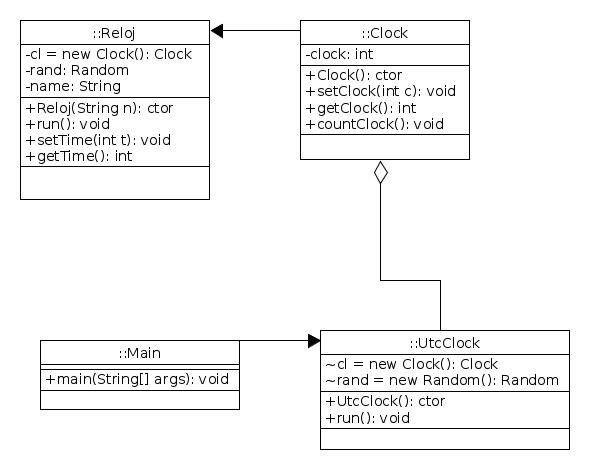 ::Reloj
-cl = new Clock(): Clock
-rand: Random
-name: String
+Reloj(String n): ctor
+run(): void
+setTime(int t): void
+getTime(): int
::Clock
-clock: int
+Clock(): ctor
+setClock(int c): void
+getClock(): int
+countClock(): void
::Main
+main(String[] args): void
::UtcClock
~cl = new Clock(): Clock
~rand = new Random(): Random
+UtcClock(): ctor
+run(): void